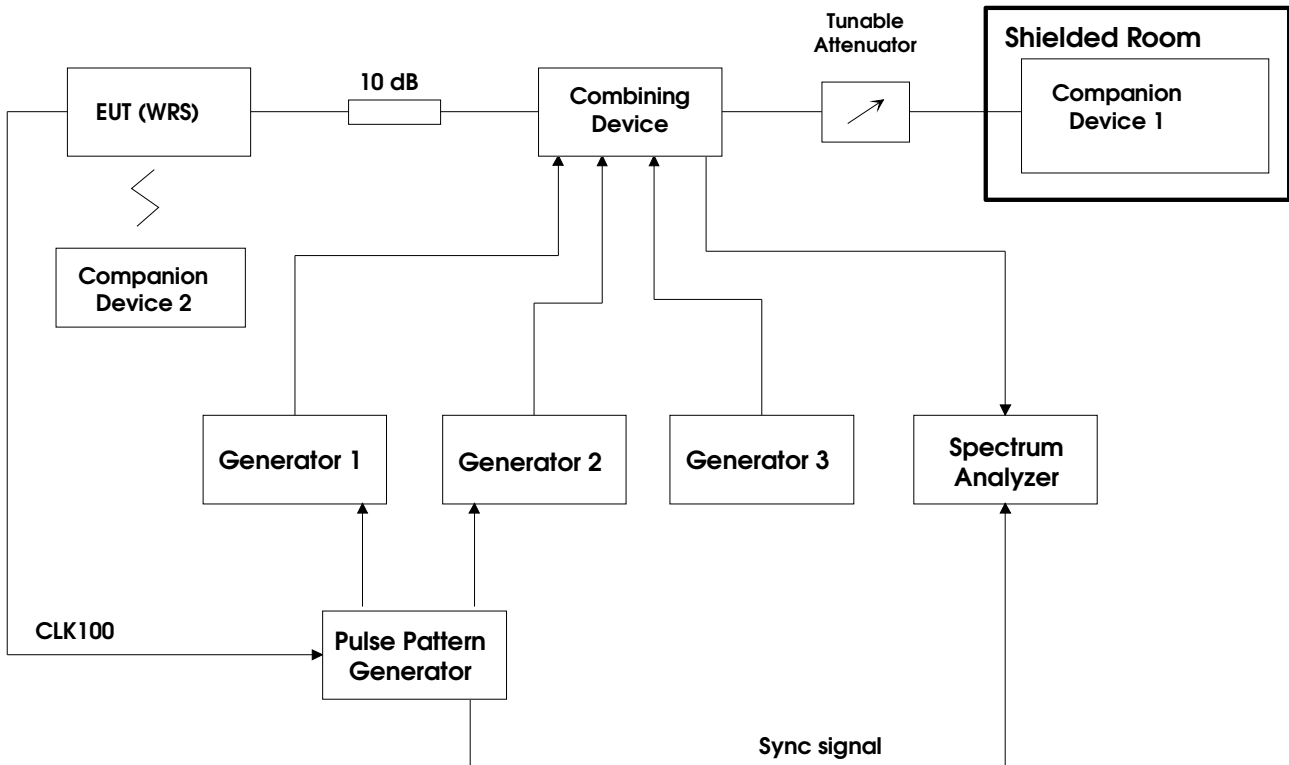 Tunable
Attenuator
Shielded Room
10 dB
EUT (WRS)
Combining
Device
Companion
Device 1
Companion
Device 2
Generator 1
Generator 2
Generator 3
Spectrum
Analyzer
CLK100
Pulse Pattern
Generator
Sync signal